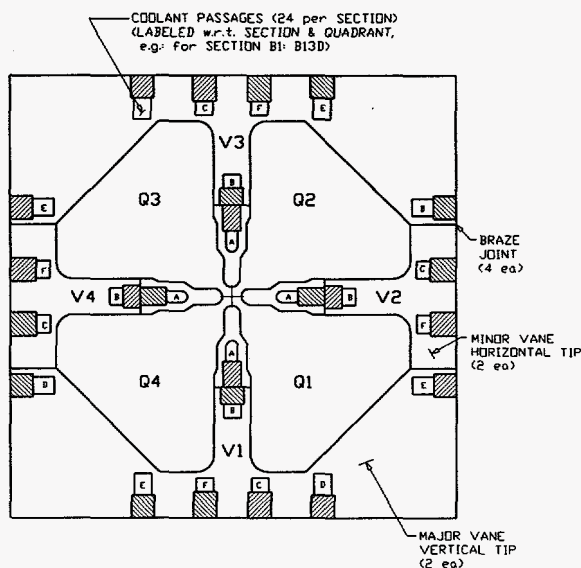 COOLANT PASSAGES (24 per SECTION)
(LABELED w.r.t. SECTION & QUADRANT,
e.g.: for SECTION B1: B13D)
C F E
V3
B
Q3 Q2
E
A
BRAZE
JOINT
(4 ea)
F C
V4 B A A B V2
C F
MINOR VANE
HORIZONTAL TIP
(2 ea)
A
Q4 Q1
D E
B
V1
E F C D
MAJOR VANE
VERTICAL TIP
(2 ea)